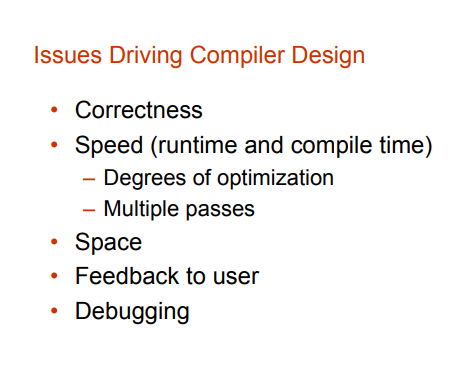 Issues Driving Compiler Design
• Correctness
• Speed (runtime and compile time)
– Degrees of optimization
– Multiple passes
• Space
• Feedback to user
• Debugging